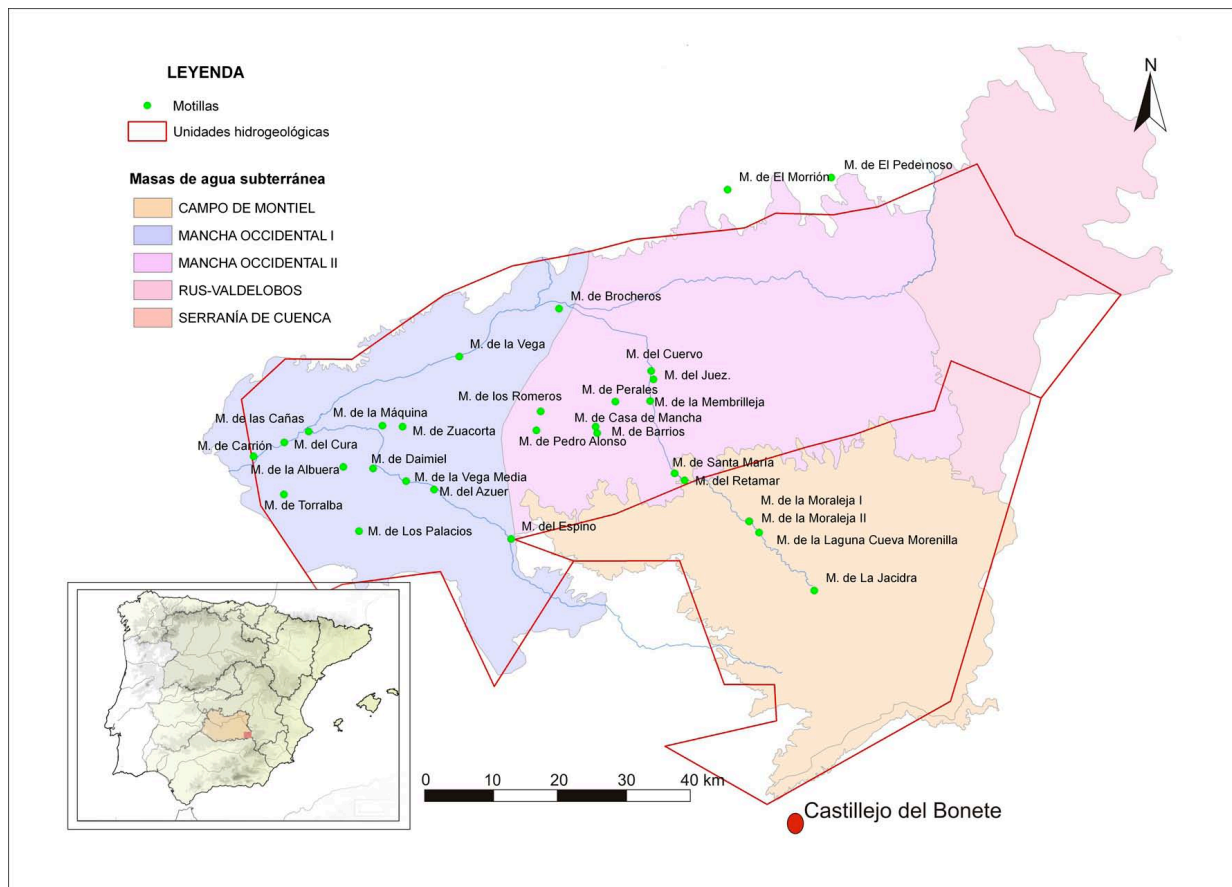 LEYENDA
Motillas
Unidades hidrogeológicas
Masas de agua subterránea
CAMPO DE MONTIEL
MANCHA OCCIDENTAL I
MANCHA OCCIDENTAL II
RUS-VALDELOBOS
SERRANÍA DE CUENCA
N
M. de El Pedernoso
M. de El Morrión
M. de Brocheros
M. de la Vega
M. del Cuervo
M. del Juez.
M. de Perales
M. de la Membrilleja
M. de los Romeros
M. de Casa de Mancha
M. de Barrios
M. de Pedro Alonso
M. de las Cañas
M. de la Máquina
M. de Zuacorta
M. de Carrión
M. del Cura
M. de Daimiel
M. de la Albuera
M. de la Vega Media
M. del Azuer
M. de Torralba
M. de Los Palacios
M. del Espino
M. de Santa María
M. del Retamar
M. de la Moraleja I
M. de la Moraleja II
M. de la Laguna Cueva Morenilla
M. de La Jacidra
0 10 20 30 40 km
Castillejo del Bonete